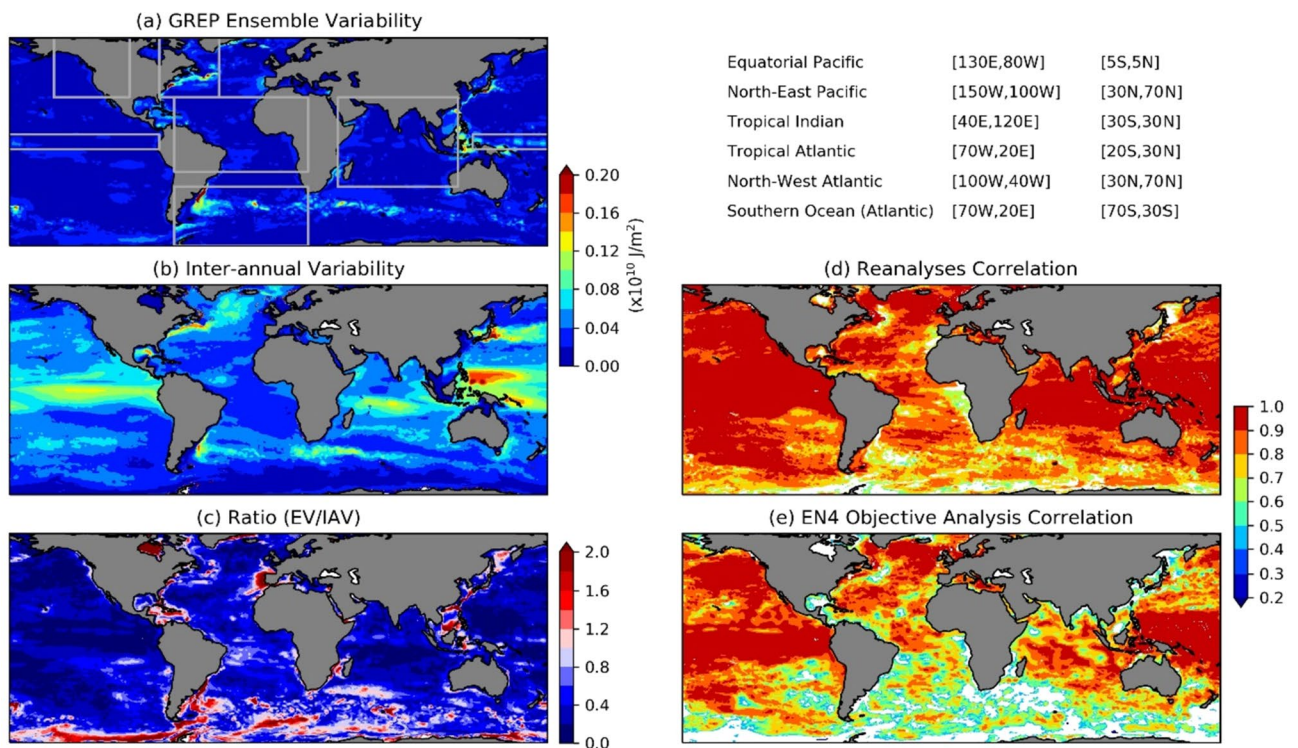 (a) GREP Ensemble Variability
Equatorial Pacific [130E,80W] [5S,5N]
North-East Pacific [150W,100W] [30N,70N]
Tropical Indian [40E,120E] [30S,30N]
Tropical Atlantic [70W,20E] [20S,30N]
North-West Atlantic [100W,40W] [30N,70N]
Southern Ocean (Atlantic) [70W,20E] [70S,30S]
0.20
0.16
0.12
0.08
0.04
0.00
(x10¹⁰ J/m²)
(b) Inter-annual Variability
(d) Reanalyses Correlation
1.0
0.9
0.8
0.7
0.6
0.5
0.4
0.3
0.2
(c) Ratio (EV/IAV)
2.0
1.6
1.2
0.8
0.4
0.0
(e) EN4 Objective Analysis Correlation